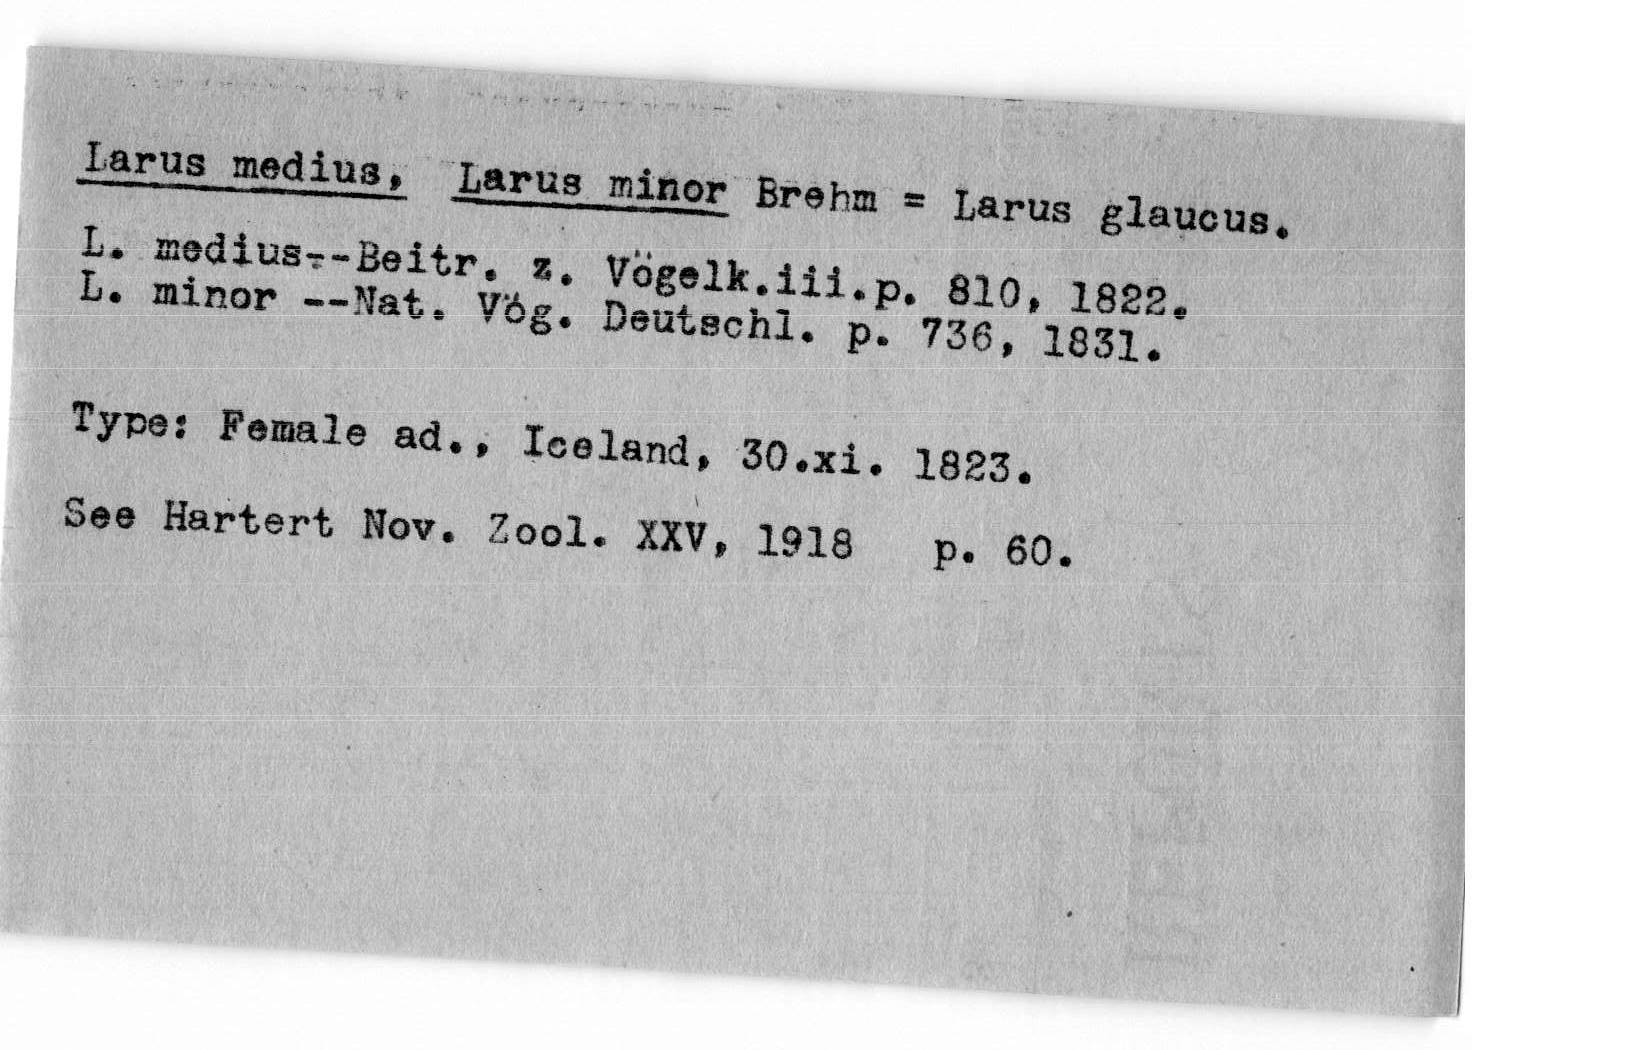 Larus medius, Larus minor Brehm = Larus glaucus.
L. medius--Beitr. z. Vögelk.iii.p. 810, 1822.
L. minor --Nat. Vög. Deutschl. p. 736, 1831.
Type: Female ad., Iceland, 30.xi. 1823.
See Hartert Nov. Zool. XXV, 1918 p. 60.